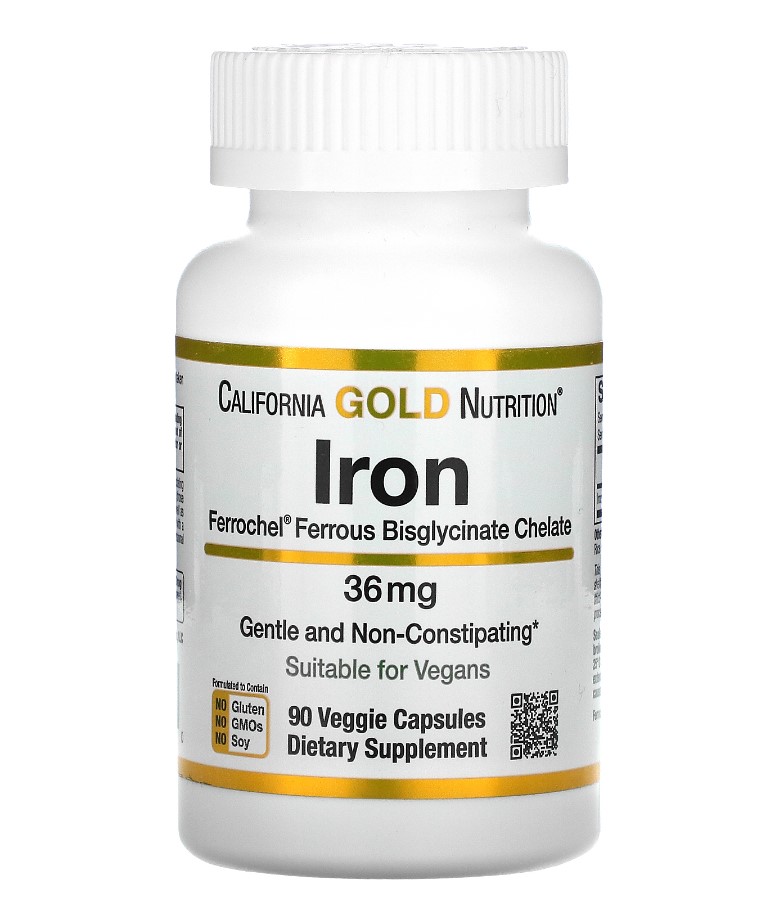 CALIFORNIA GOLD NUTRITION®
Iron
Ferrochel® Ferrous Bisglycinate Chelate
36 mg
Gentle and Non-Constipating*
Suitable for Vegans
Formulated to Contain
NO Gluten
NO GMOs
NO Soy
90 Veggie Capsules
Dietary Supplement